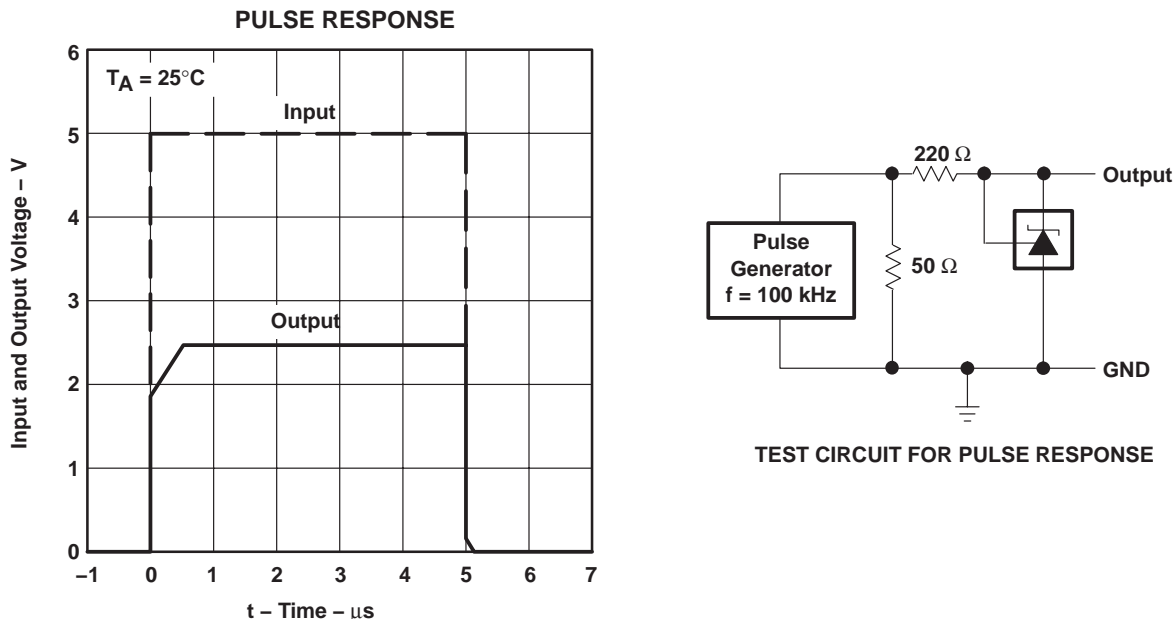 PULSE RESPONSE
T_A = 25°C
Input
Output
Input and Output Voltage – V
6
5
4
3
2
1
0
–1 0 1 2 3 4 5 6 7
t – Time – μs
220 Ω
Output
Pulse
Generator
f = 100 kHz
50 Ω
GND
TEST CIRCUIT FOR PULSE RESPONSE